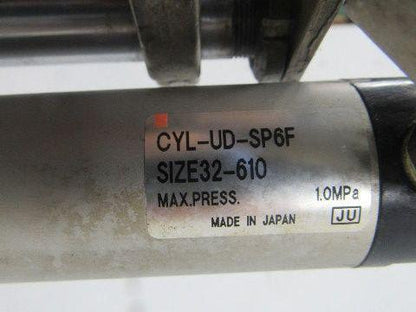 CYL-UD-SP6F
SIZE32-610
MAX.PRESS. 1.0MPa
MADE IN JAPAN JU